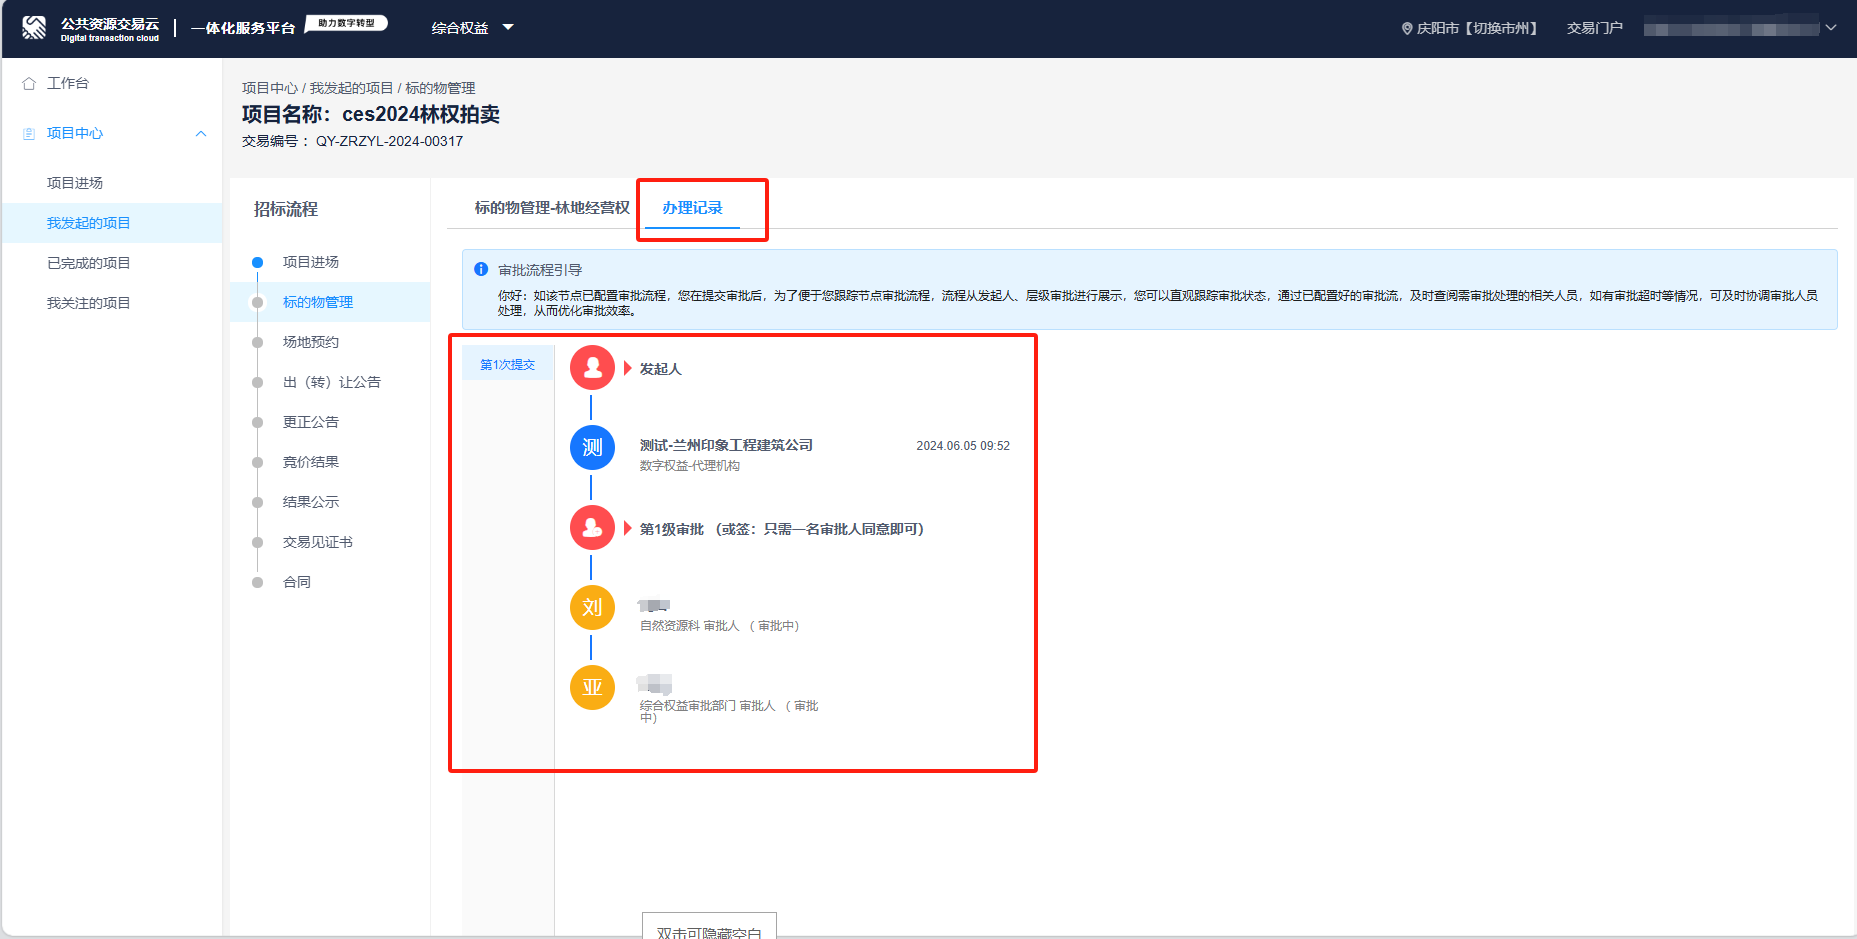 公共资源交易云
Digital transaction cloud
一体化服务平台
助力数字转型
综合权益
庆阳市【切换市州】
交易门户
工作台
项目中心
项目进场
我发起的项目
已完成的项目
我关注的项目
项目中心 / 我发起的项目 / 标的物管理
项目名称：ces2024林权拍卖
交易编号： QY-ZRZYL-2024-00317
招标流程
项目进场
标的物管理
场地预约
出（转）让公告
更正公告
竞价结果
结果公示
交易见证书
合同
标的物管理-林地经营权
办理记录
审批流程引导
你好：如该节点已配置审批流程，您在提交审批后，为了便于您跟踪节点审批流程，流程从发起人、层级审批进行展示，您可以直观跟踪审批状态，通过已配置好的审批流，及时查阅需审批处理的相关人员，如有审批超时等情况，可及时协调审批人员
处理，从而优化审批效率。
第1次提交
发起人
测
测试-兰州印象工程建筑公司
2024.06.05 09:52
数字权益-代理机构
第1级审批 （或签：只需一名审批人同意即可）
刘
自然资源科 审批人 （ 审批中）
亚
综合权益审批部门 审批人 （ 审批
中）
双击可隐藏空白